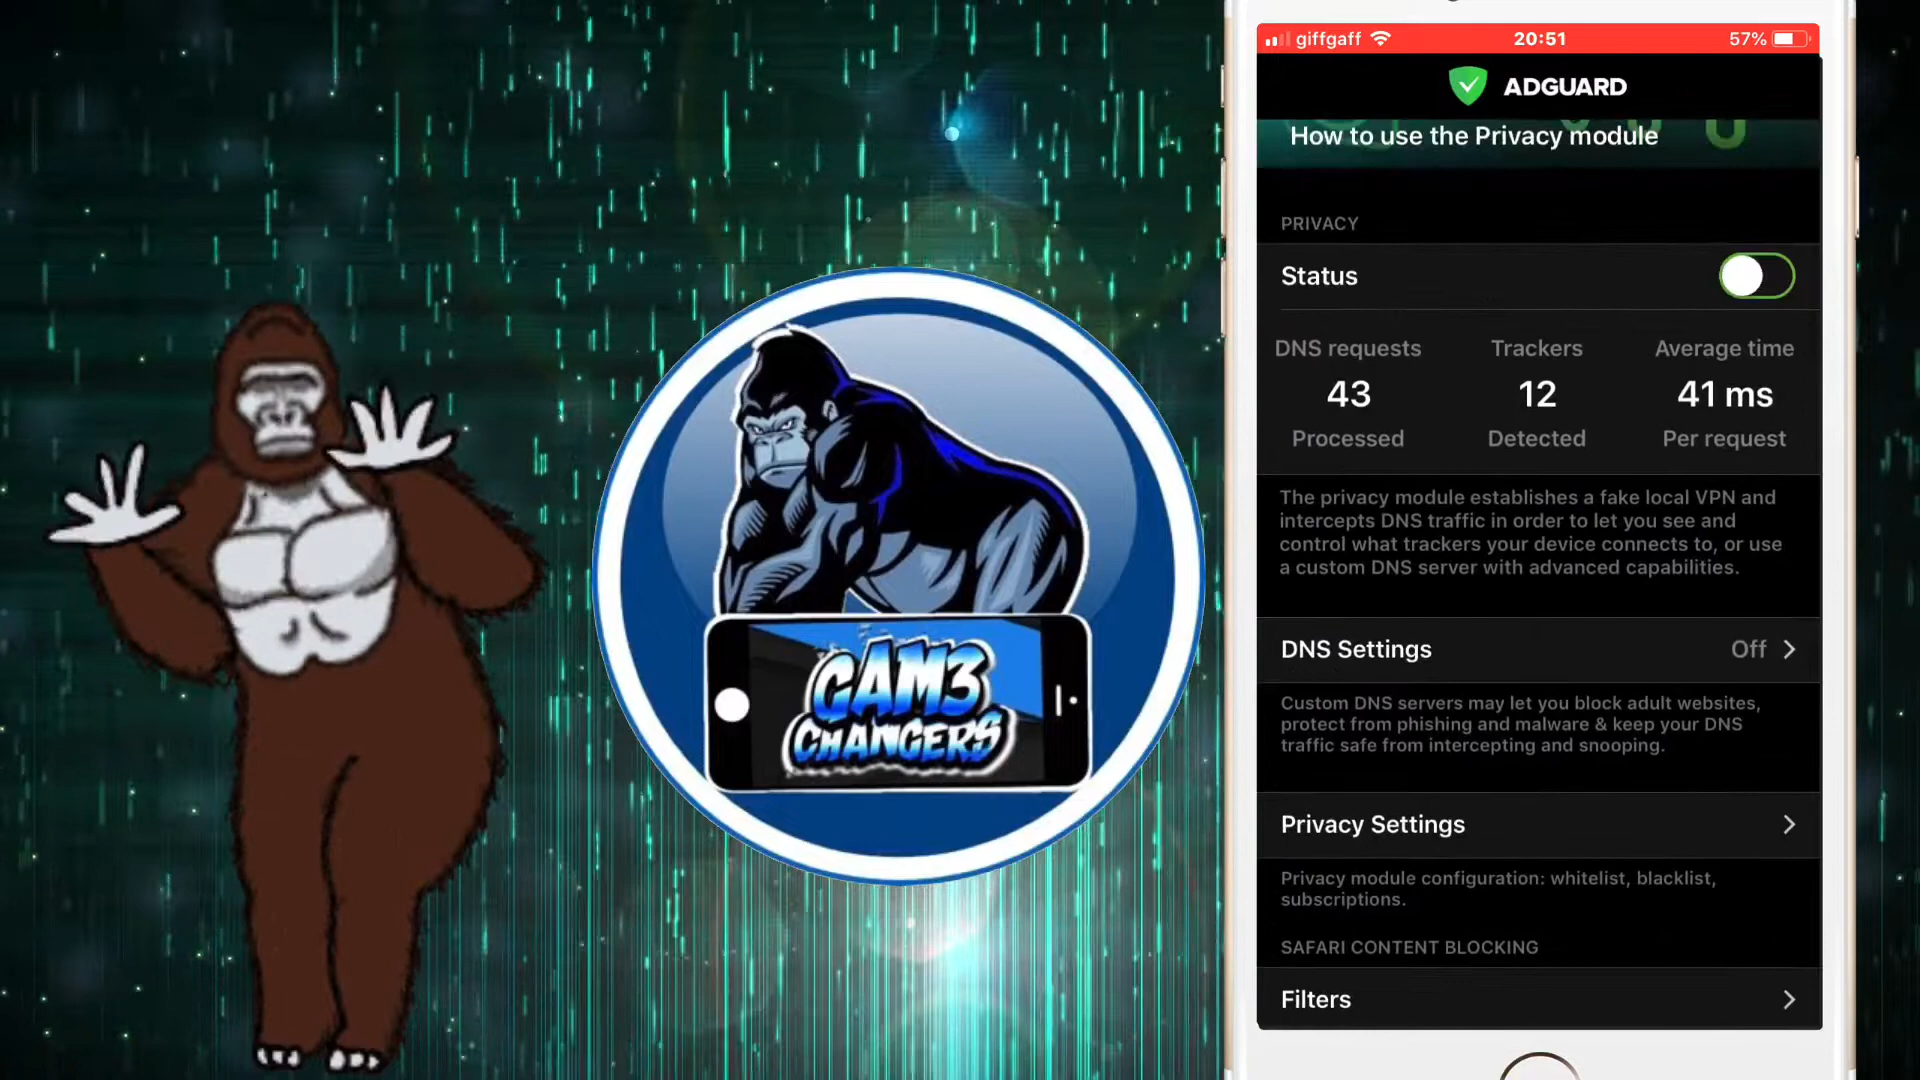 giffgaff 20:51 57%
ADGUARD
How to use the Privacy module
PRIVACY
Status
DNS requests Trackers Average time
43 12 41 ms
Processed Detected Per request
The privacy module establishes a fake local VPN and
intercepts DNS traffic in order to let you see and
control what trackers your device connects to, or use
a custom DNS server with advanced capabilities.
DNS Settings Off
Custom DNS servers may let you block adult websites,
protect from phishing and malware & keep your DNS
traffic safe from intercepting and snooping.
Privacy Settings
Privacy module configuration: whitelist, blacklist,
subscriptions.
SAFARI CONTENT BLOCKING
Filters
GAM3
CHANGERS